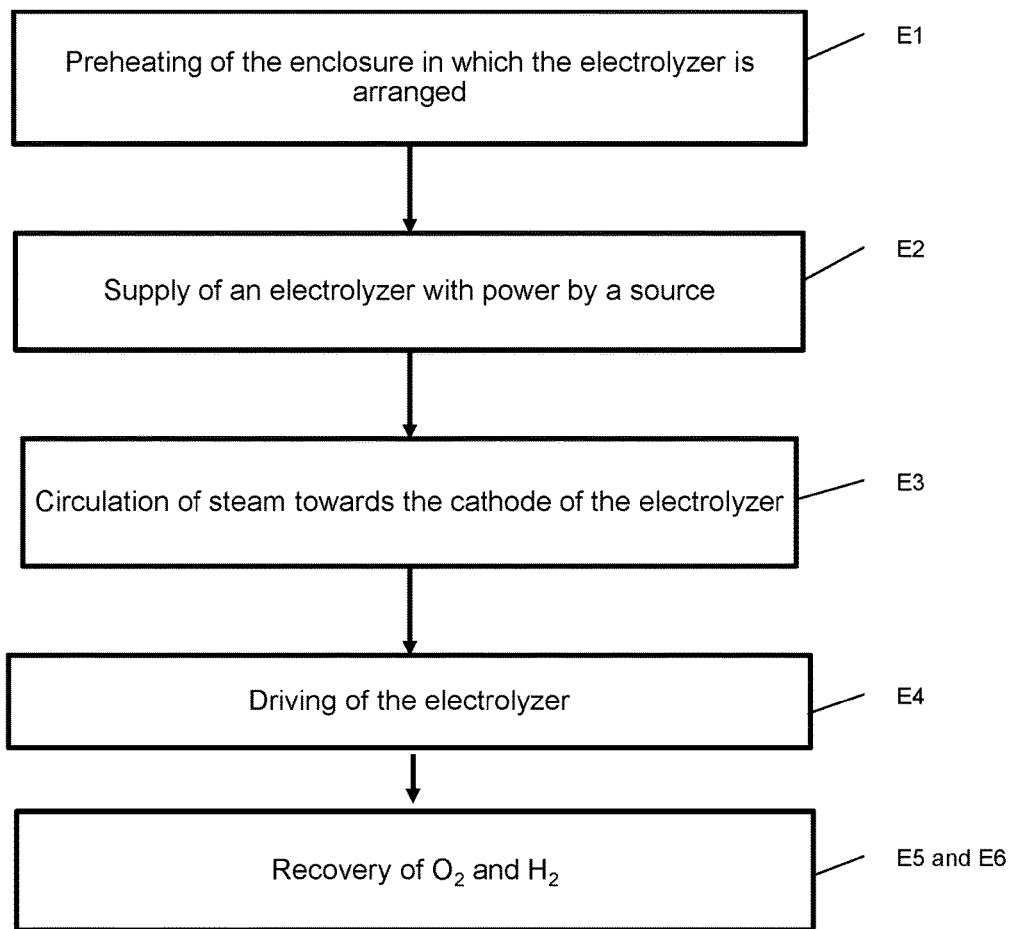 Preheating of the enclosure in which the electrolyzer is
arranged
E1
Supply of an electrolyzer with power by a source
E2
Circulation of steam towards the cathode of the electrolyzer
E3
Driving of the electrolyzer
E4
Recovery of O₂ and H₂
E5 and E6